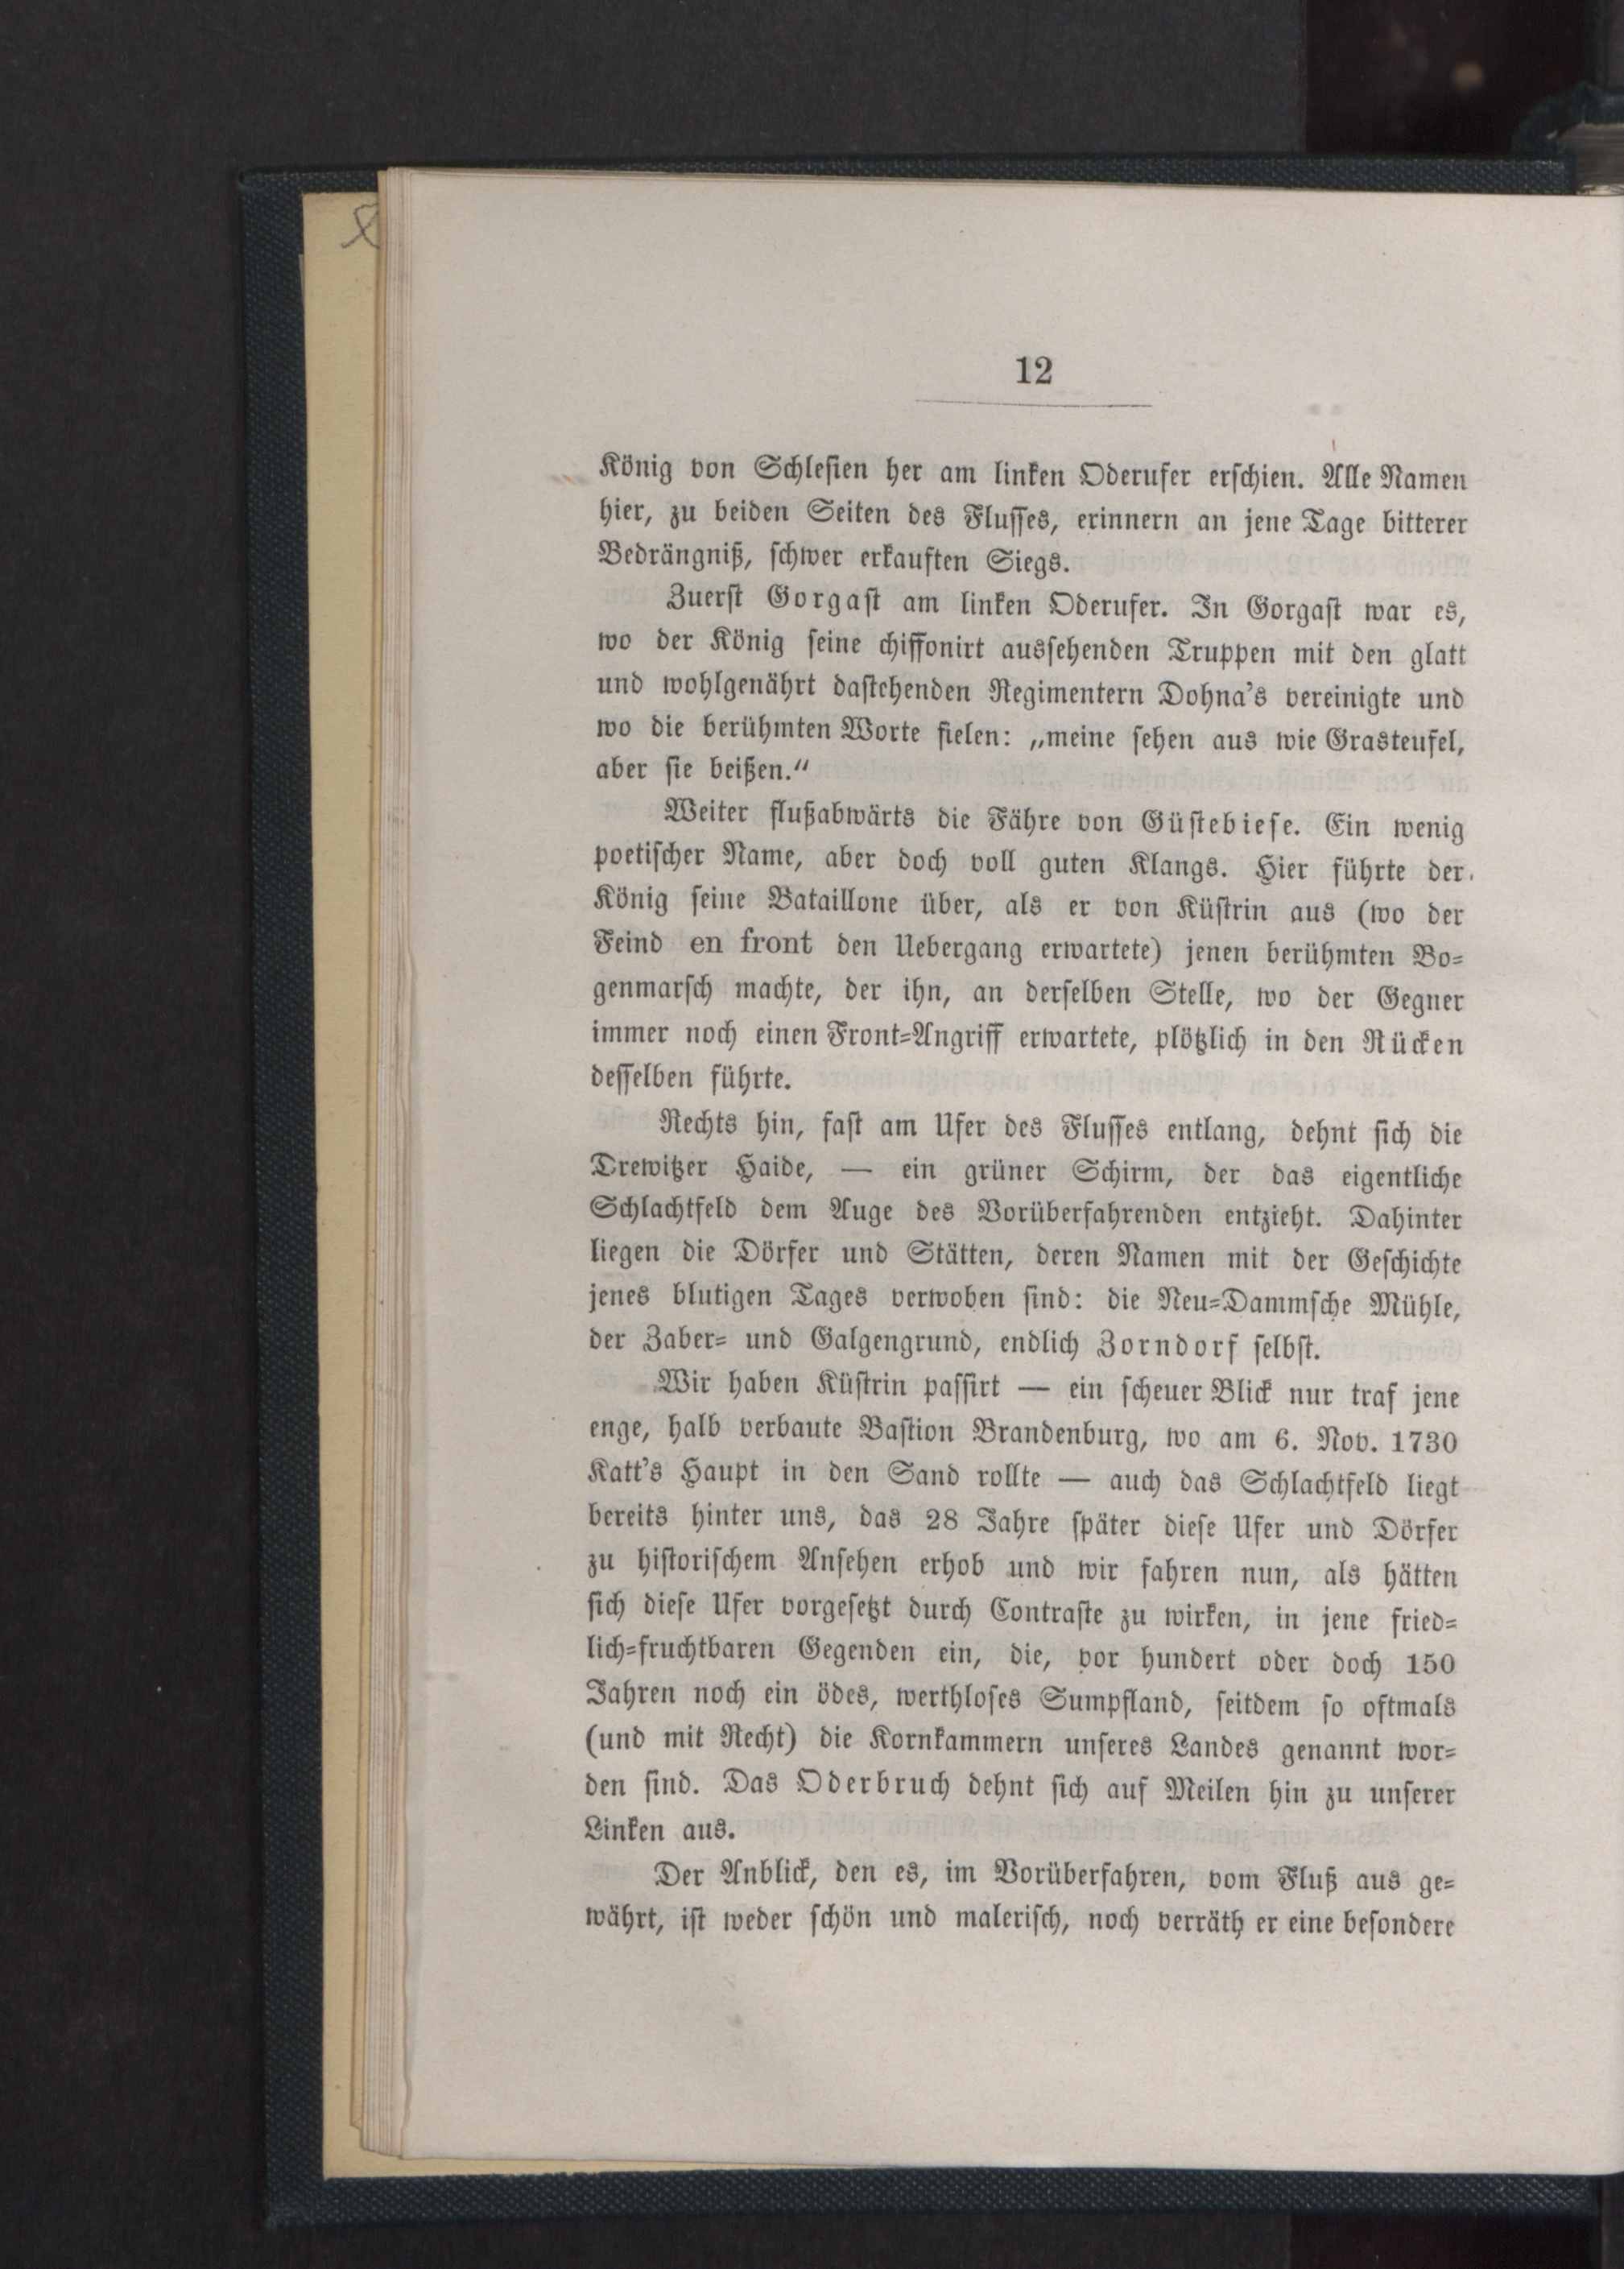 12
König von Schlesien her am linken Oderufer erschien. Alle Namen
hier, zu beiden Seiten des Flusses, erinnern an jene Tage bitterer
Bedrängniß, schwer erkauften Siegs.
Zuerst Gorgast am linken Oderufer. In Gorgast war es,
wo der König seine chiffonirt aussehenden Truppen mit den glatt
und wohlgenährt dastehenden Regimentern Dohna's vereinigte und
wo die berühmten Worte fielen: „meine sehen aus wie Grasteufel,
aber sie beißen.“
Weiter flußabwärts die Fähre von Güstebiese. Ein wenig
poetischer Name, aber doch voll guten Klangs. Hier führte der
König seine Bataillone über, als er von Küstrin aus (wo der
Feind en front den Uebergang erwartete) jenen berühmten Bo-
genmarsch machte, der ihn, an derselben Stelle, wo der Gegner
immer noch einen Front-Angriff erwartete, plötzlich in den Rücken
desselben führte.
Rechts hin, fast am Ufer des Flusses entlang, dehnt sich die
Drewitzer Haide, — ein grüner Schirm, der das eigentliche
Schlachtfeld dem Auge des Vorüberfahrenden entzieht. Dahinter
liegen die Dörfer und Stätten, deren Namen mit der Geschichte
jenes blutigen Tages verwoben sind: die Neu-Dammsche Mühle,
der Zaber- und Galgengrund, endlich Zorndorf selbst.
Wir haben Küstrin passirt — ein scheuer Blick nur traf jene
enge, halb verbaute Bastion Brandenburg, wo am 6. Nov. 1730
Katt's Haupt in den Sand rollte — auch das Schlachtfeld liegt
bereits hinter uns, das 28 Jahre später diese Ufer und Dörfer
zu historischem Ansehen erhob und wir fahren nun, als hätten
sich diese Ufer vorgesetzt durch Contraste zu wirken, in jene fried-
lich-fruchtbaren Gegenden ein, die, vor hundert oder doch 150
Jahren noch ein ödes, werthloses Sumpfland, seitdem so oftmals
(und mit Recht) die Kornkammern unseres Landes genannt wor-
den sind. Das Oderbruch dehnt sich auf Meilen hin zu unserer
Linken aus.
Der Anblick, den es, im Vorüberfahren, vom Fluß aus ge-
währt, ist weder schön und malerisch, noch verräth er eine besondere